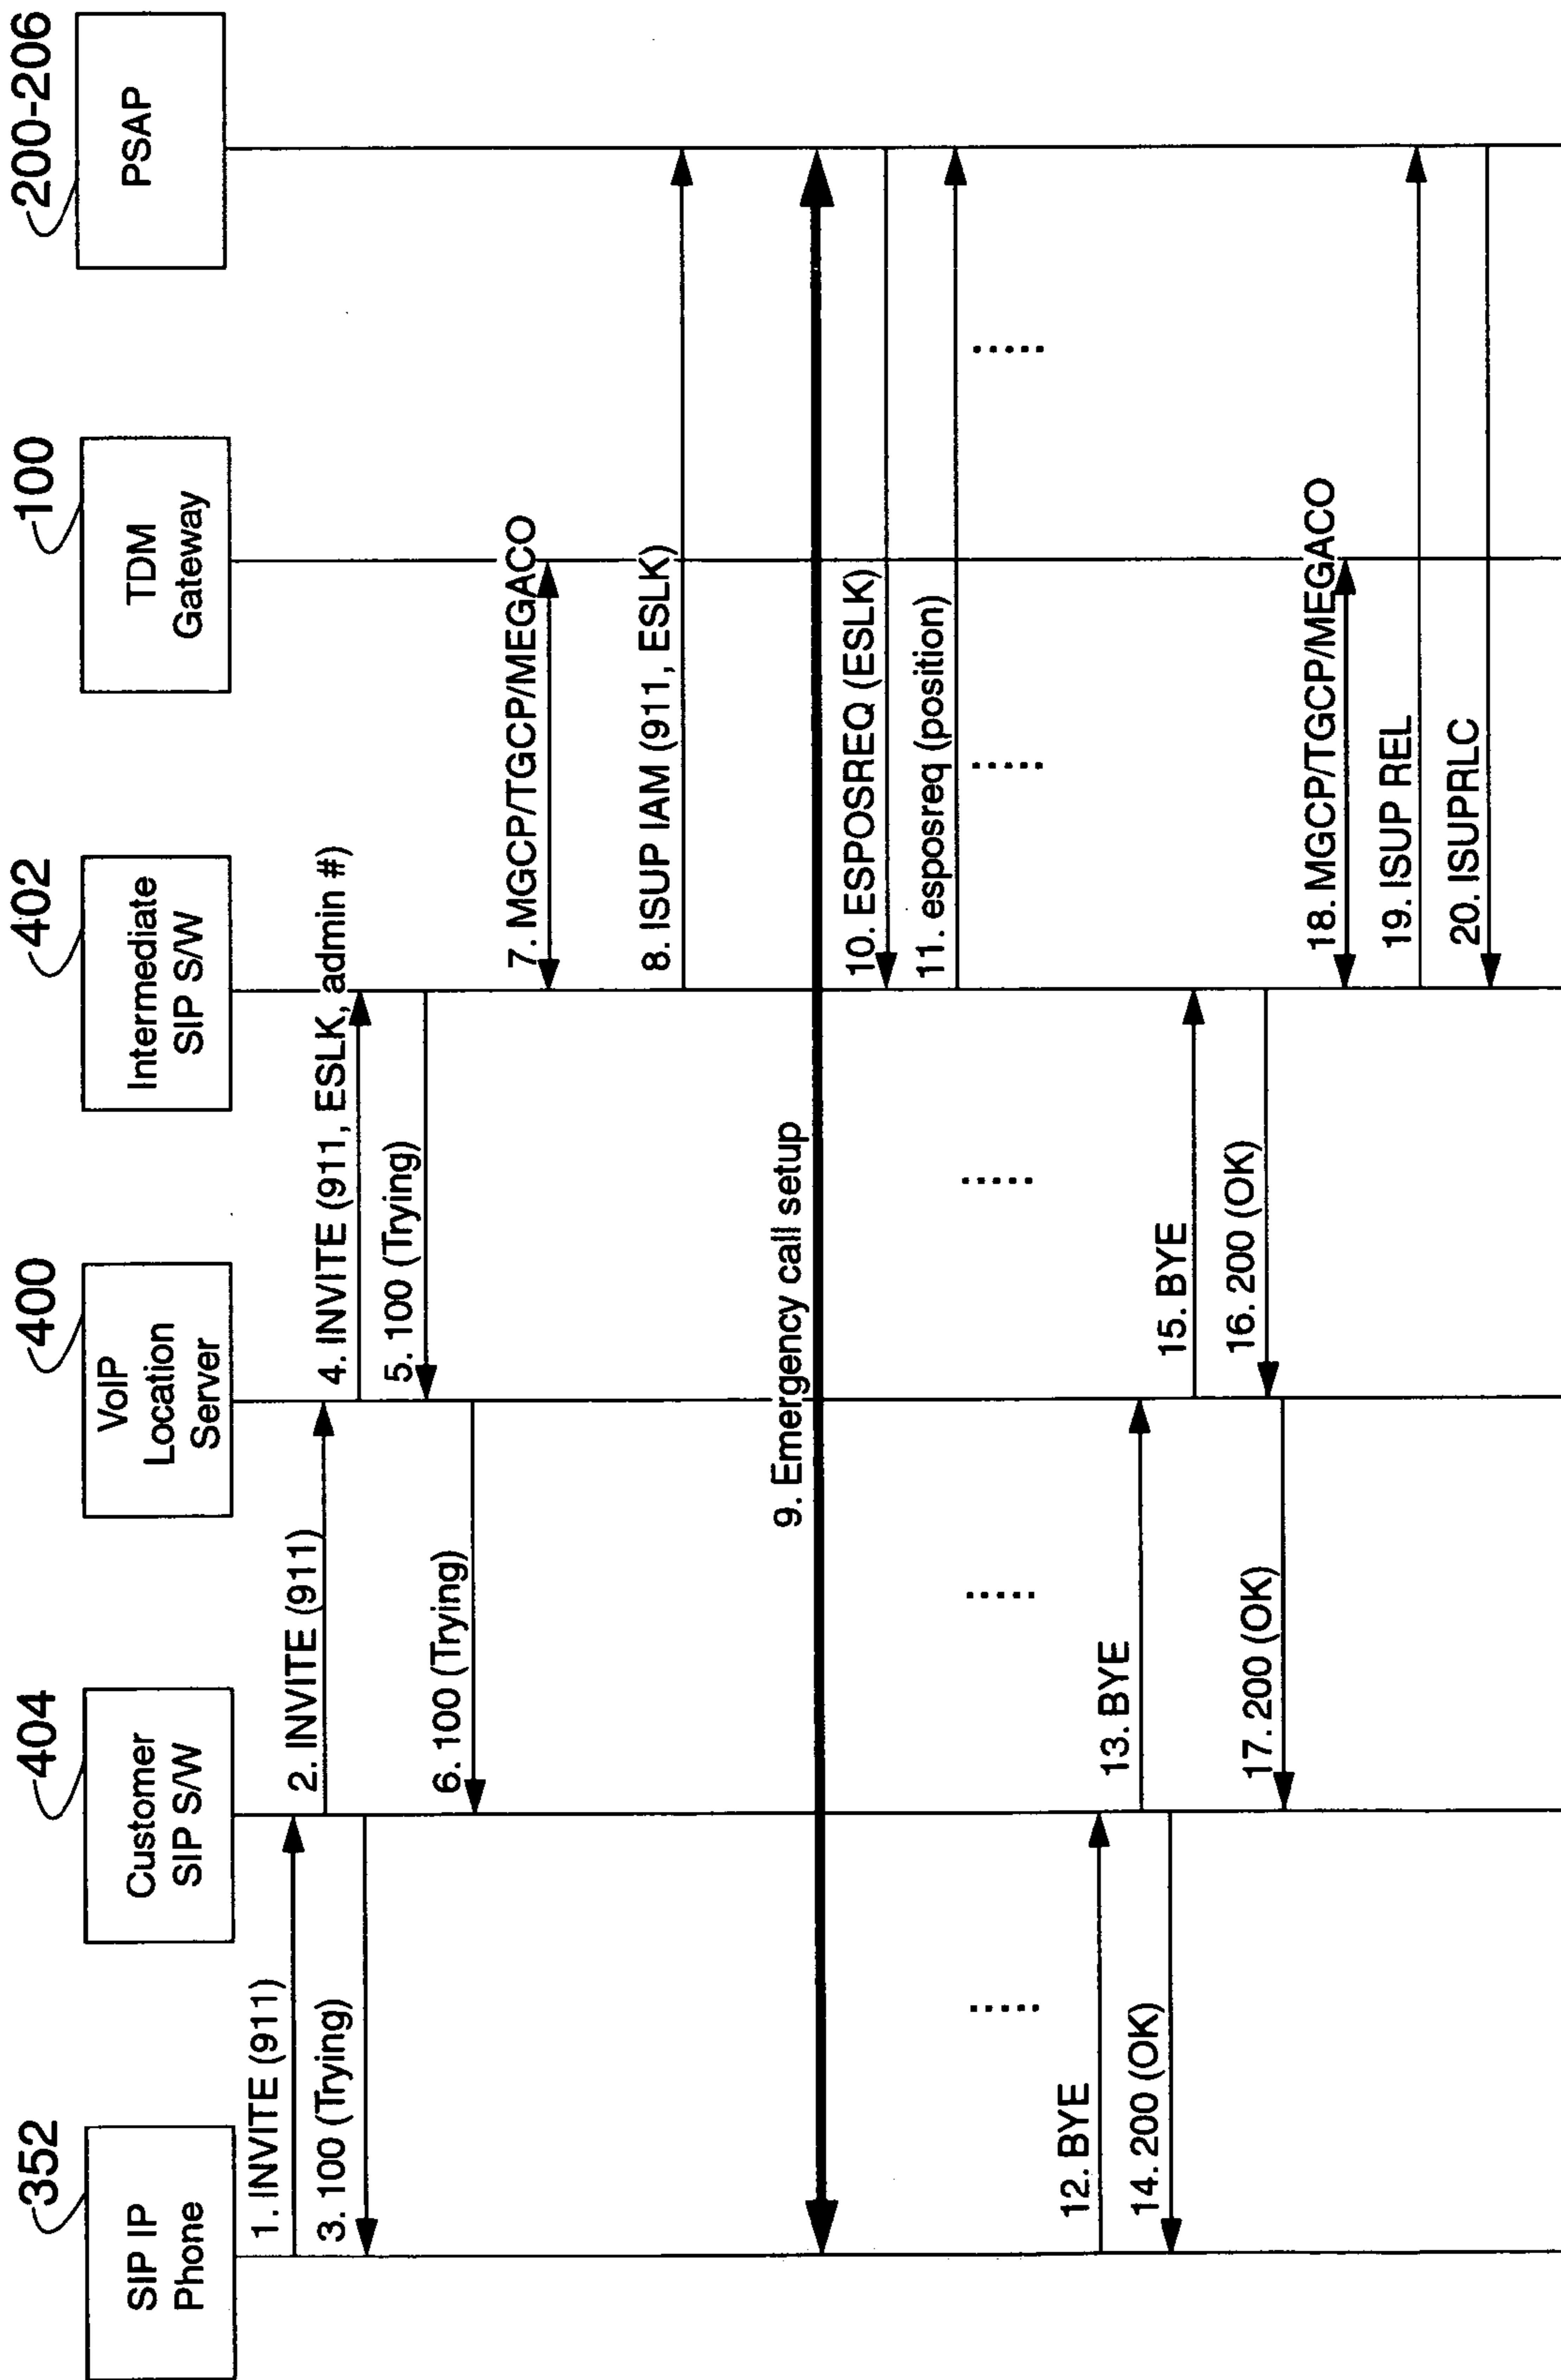 352
SIP IP
Phone
404
Customer
SIP S/W
400
VoIP
Location
Server
402
Intermediate
SIP S/W
100
TDM
Gateway
200-206
PSAP
1. INVITE (911)
2. INVITE (911)
3. 100 (Trying)
4. INVITE (911, ESLK, admin #)
5. 100 (Trying)
6. 100 (Trying)
7. MGCP/TGCP/MEGACO
8. ISUP IAM (911, ESLK)
9. Emergency call setup
10. ESPOSREQ (ESLK)
11. esposreq (position)
.....
.....
.....
.....
.....
12. BYE
13. BYE
14. 200 (OK)
15. BYE
16. 200 (OK)
17. 200 (OK)
18. MGCP/TGCP/MEGACO
19. ISUP REL
20. ISUPRLC